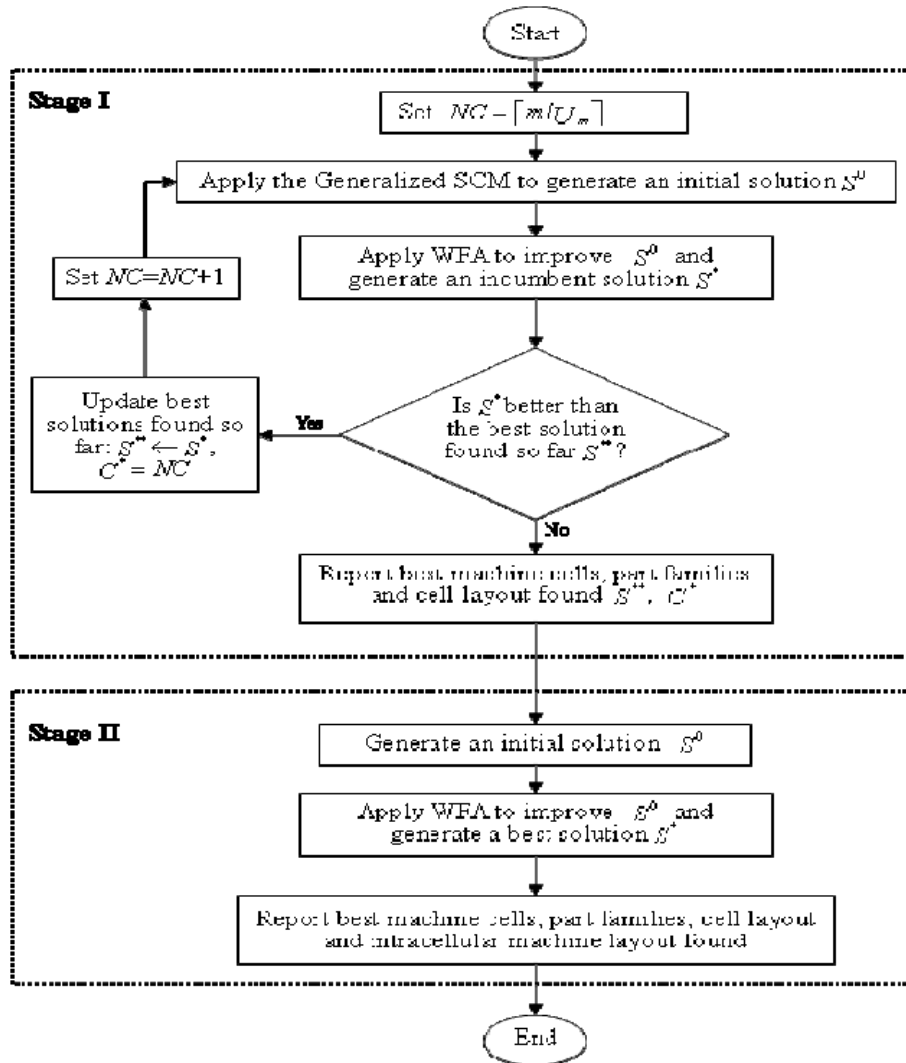 Start
Stage I
Set NC = ⌈m/U_m⌉
Apply the Generalized SCM to generate an initial solution S⁰
Apply WFA to improve S⁰ and
generate an incumbent solution S*
Set NC=NC+1
Update best
solutions found so
far: S** ← S*,
C* = NC
Yes
Is S* better than
the best solution
found so far S**?
No
Report best machine cells, part families
and cell layout found S**, C*
Stage II
Generate an initial solution S⁰
Apply WFA to improve S⁰ and
generate a best solution S*
Report best machine cells, part families, cell layout
and intracellular machine layout found
End